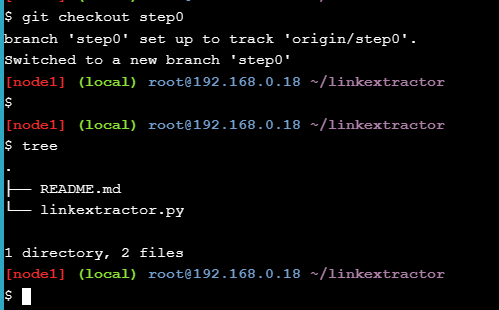 $ git checkout step0
branch 'step0' set up to track 'origin/step0'.
Switched to a new branch 'step0'
[node1] (local) root@192.168.0.18 ~/linkextractor
$
[node1] (local) root@192.168.0.18 ~/linkextractor
$ tree
.
├── README.md
└── linkextractor.py

1 directory, 2 files
[node1] (local) root@192.168.0.18 ~/linkextractor
$